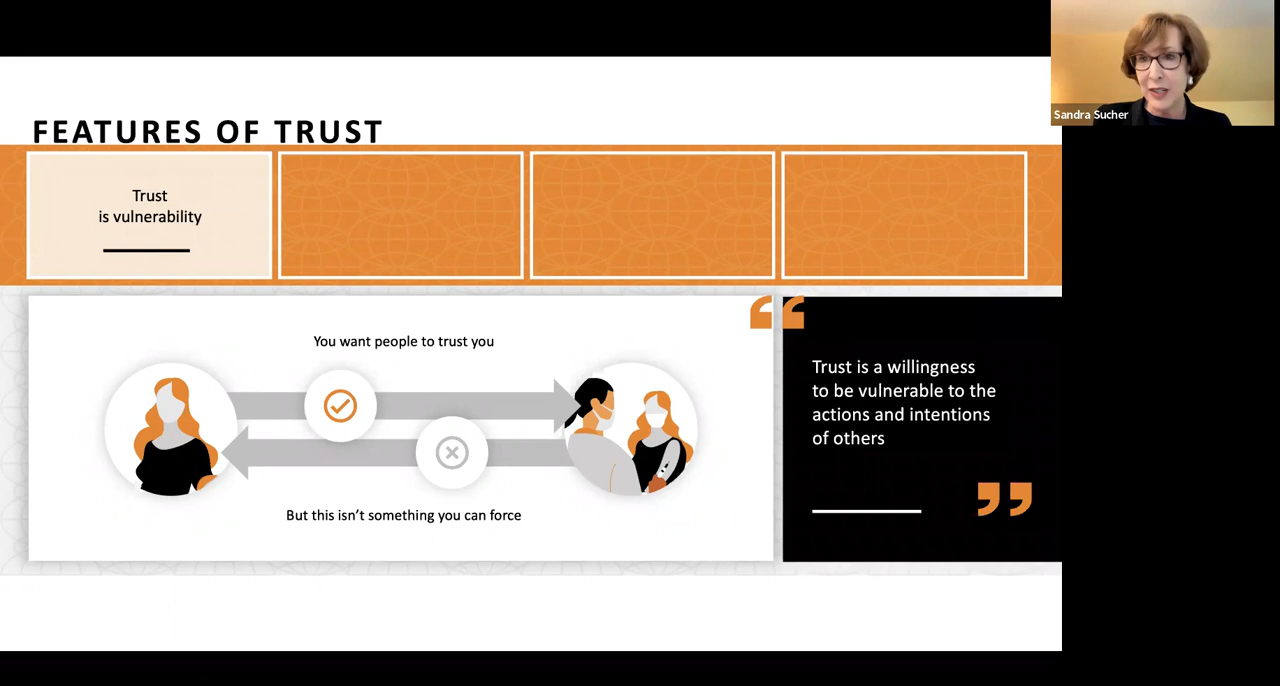 Sandra Sucher
FEATURES OF TRUST
Trust
is vulnerability
You want people to trust you
But this isn’t something you can force
“
Trust is a willingness
to be vulnerable to the
actions and intentions
of others
”